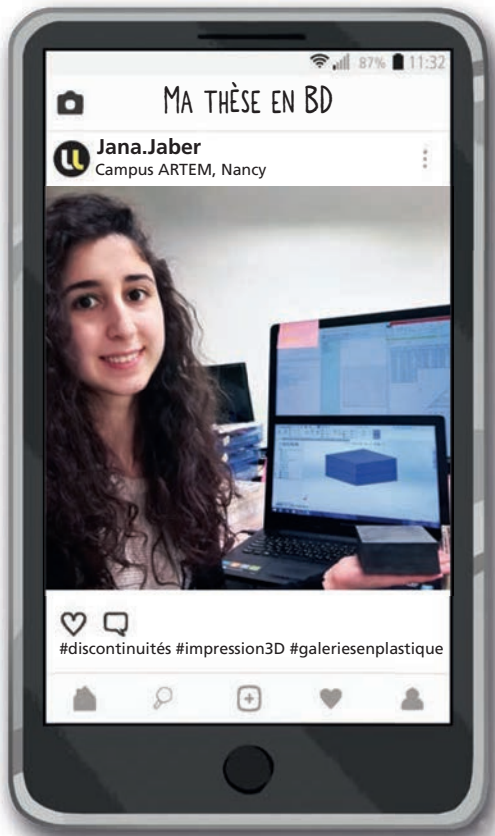 87% 11:32
MA THÈSE EN BD
Jana.Jaber
Campus ARTEM, Nancy
#discontinuités #impression3D #galeriesenplastique